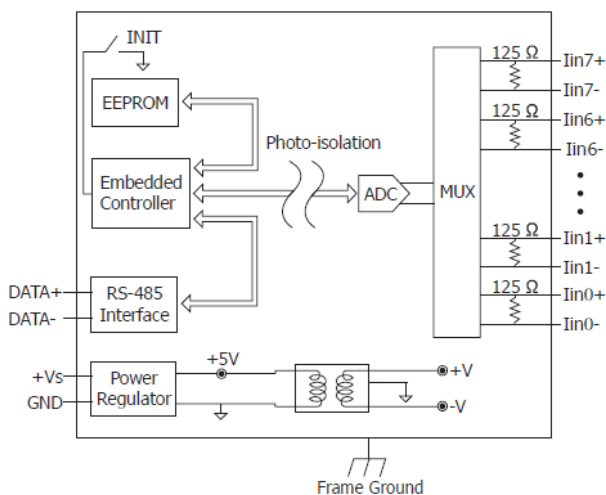 INIT
EEPROM
Photo-isolation
Embedded
Controller
ADC
MUX
125 Ω
Iin7+
Iin7-
125 Ω
Iin6+
Iin6-
125 Ω
Iin1+
Iin1-
125 Ω
Iin0+
Iin0-
DATA+
DATA-
RS-485
Interface
+Vs
GND
Power
Regulator
+5V
+V
-V
Frame Ground